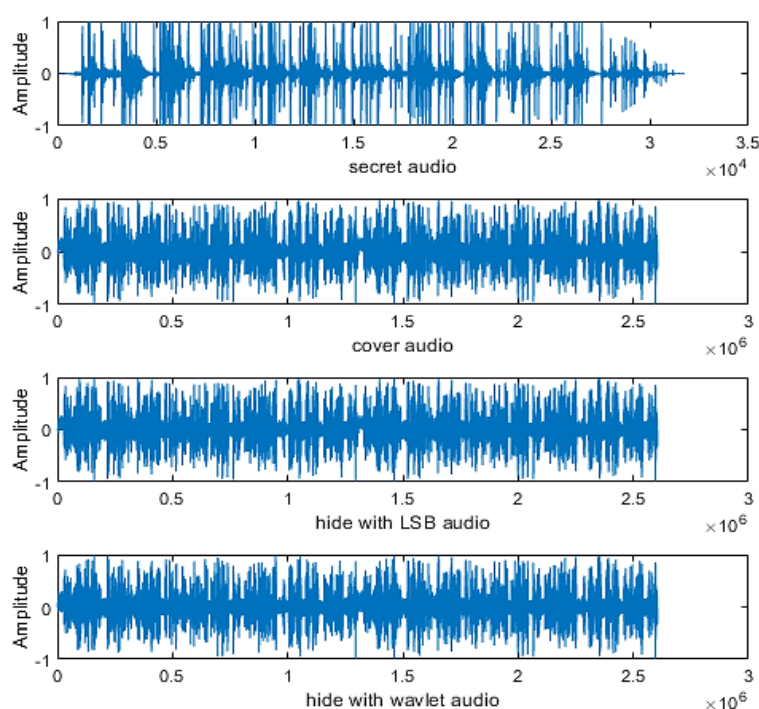 Amplitude
1
0
-1
0 0.5 1 1.5 2 2.5 3 3.5
secret audio
×10^4
Amplitude
1
0
-1
0 0.5 1 1.5 2 2.5 3
cover audio
×10^6
Amplitude
1
0
-1
0 0.5 1 1.5 2 2.5 3
hide with LSB audio
×10^6
Amplitude
1
0
-1
0 0.5 1 1.5 2 2.5 3
hide with wavlet audio
×10^6